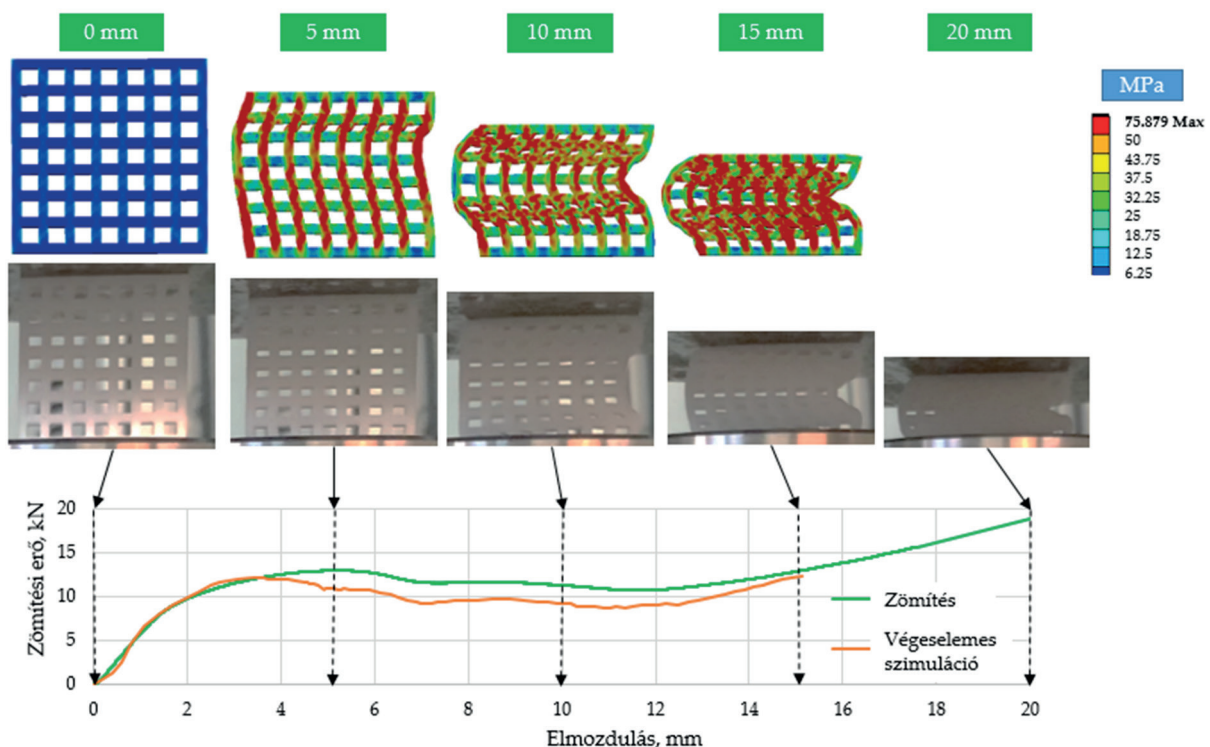 0 mm
5 mm
10 mm
15 mm
20 mm
MPa
75.879 Max
50
43.75
37.5
32.25
25
18.75
12.5
6.25
Zömítési erő, kN
20
15
10
5
0
Zömítés
Végeselemes
szimuláció
0 2 4 6 8 10 12 14 16 18 20
Elmozdulás, mm